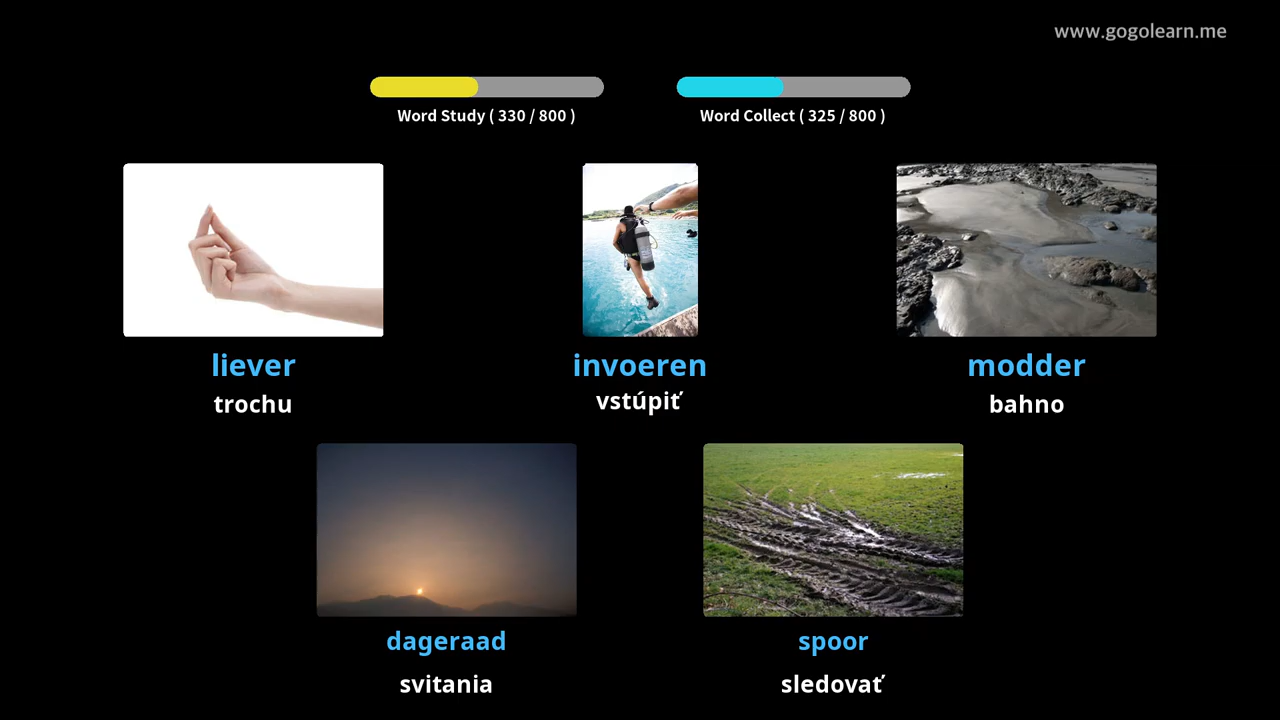 www.gogolearn.me
Word Study ( 330 / 800 )
Word Collect ( 325 / 800 )
liever
trochu
invoeren
vstúpiť
modder
bahno
dageraad
svitania
spoor
sledovať